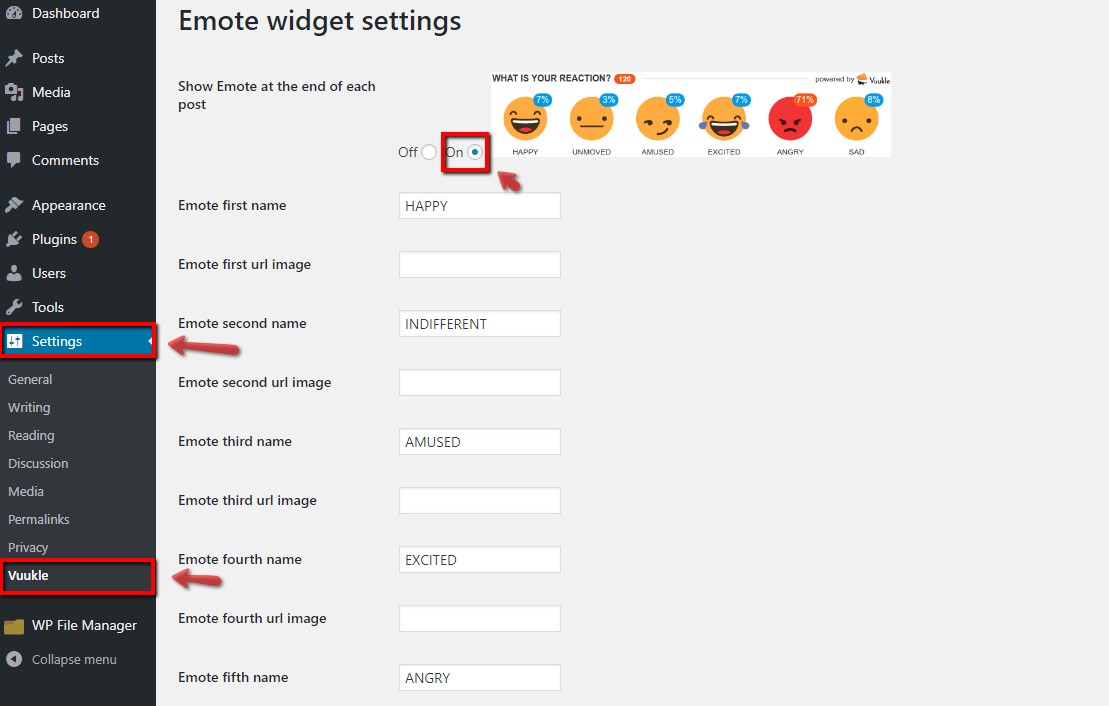 Dashboard
Posts
Media
Pages
Comments
Appearance
Plugins 1
Users
Tools
Settings
General
Writing
Reading
Discussion
Media
Permalinks
Privacy
Vuukle
WP File Manager
Collapse menu
Emote widget settings
Show Emote at the end of each
post
Off On
WHAT IS YOUR REACTION? 120 powered by Vuukle
7% 3% 5% 7% 71% 8%
HAPPY UNMOVED AMUSED EXCITED ANGRY SAD
Emote first name HAPPY
Emote first url image
Emote second name INDIFFERENT
Emote second url image
Emote third name AMUSED
Emote third url image
Emote fourth name EXCITED
Emote fourth url image
Emote fifth name ANGRY